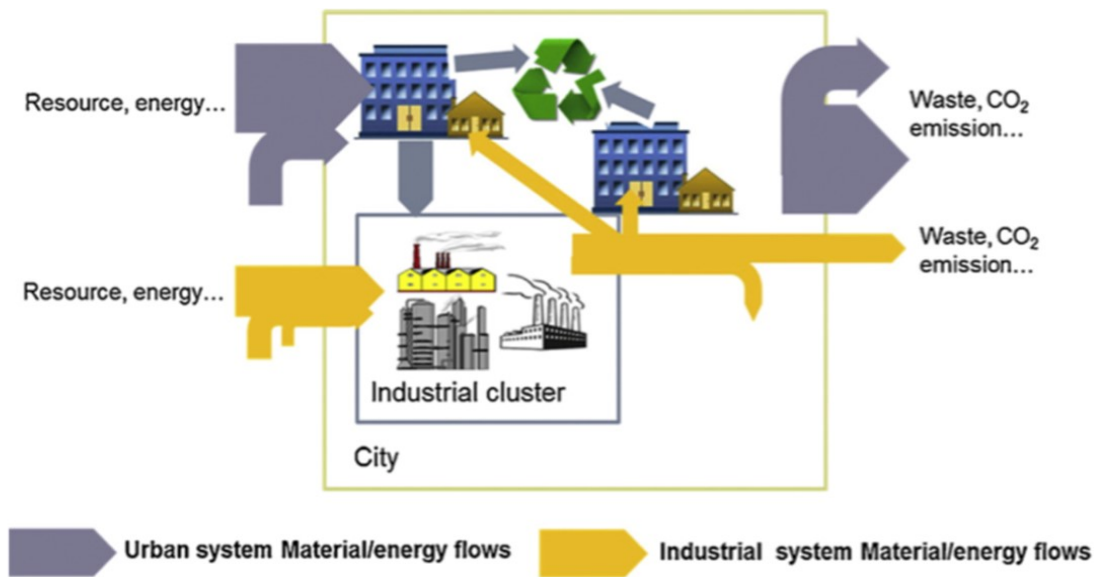 Resource, energy…
Waste, CO₂
emission…
Waste, CO₂
emission…
Resource, energy…
Industrial cluster
City
Urban system Material/energy flows
Industrial system Material/energy flows